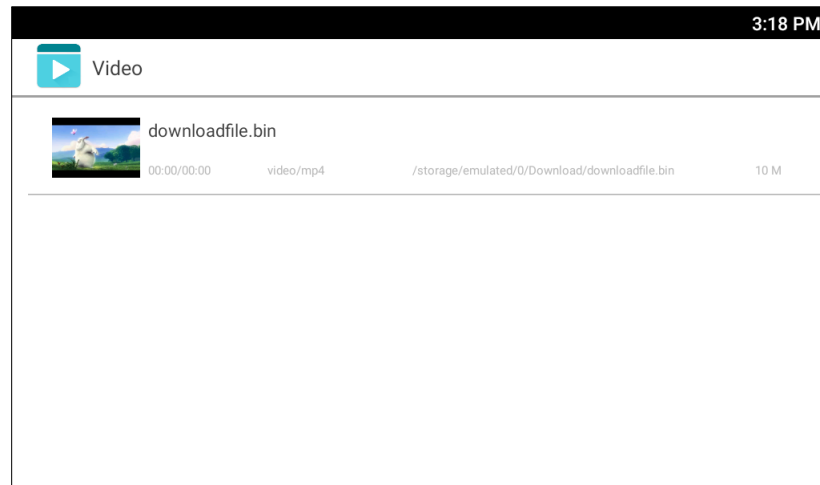 3:18 PM
Video
downloadfile.bin
00:00/00:00 video/mp4 /storage/emulated/0/Download/downloadfile.bin 10 M